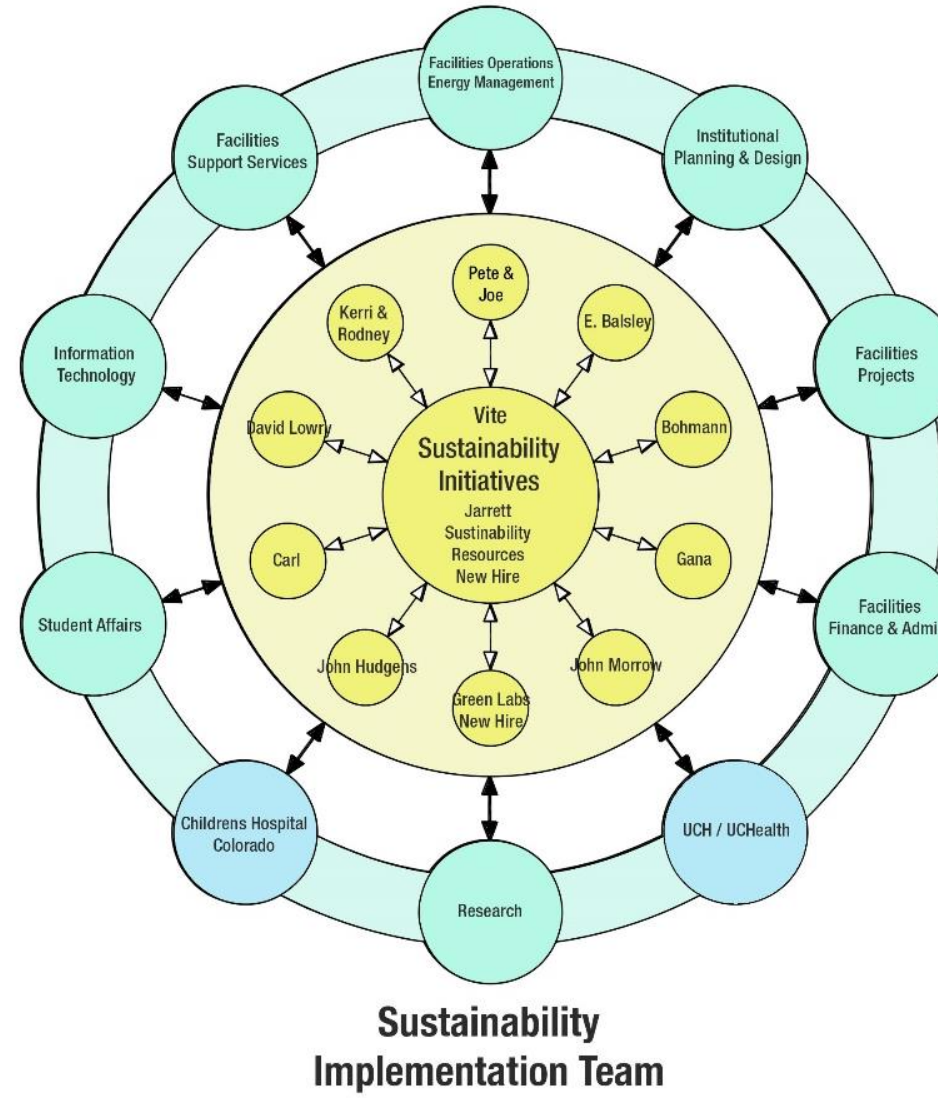 Facilities Operations
Energy Management
Institutional
Planning & Design
Facilities
Projects
Facilities
Finance & Admi
UCH / UCHealth
Research
Childrens Hospital
Colorado
Student Affairs
Information
Technology
Facilities
Support Services
Pete &
Joe
E. Balsley
Bohmann
Gana
John Morrow
Green Labs
New Hire
John Hudgens
Carl
David Lowry
Kerri &
Rodney
Vite
Sustainability
Initiatives
Jarrett
Sustinability
Resources
New Hire
Sustainability
Implementation Team